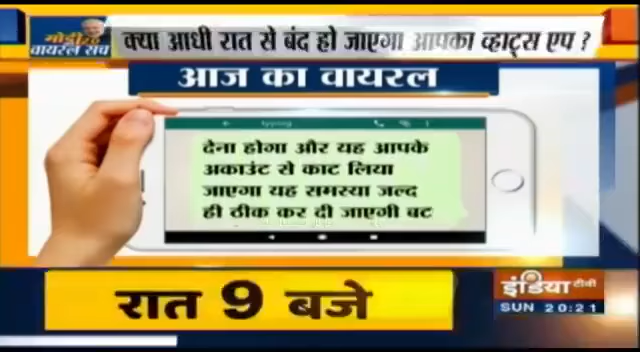 मोदी
वायरल सच
क्या आधी रात से बंद हो जाएगा आपका व्हाट्स एप ?
आज का वायरल
देना होगा और यह आपके
अकाउंट से काट लिया
जाएगा यह समस्या जल्द
ही ठीक कर दी जाएगी बट
रात 9 बजे
इंडिया टीवी
SUN 20:21